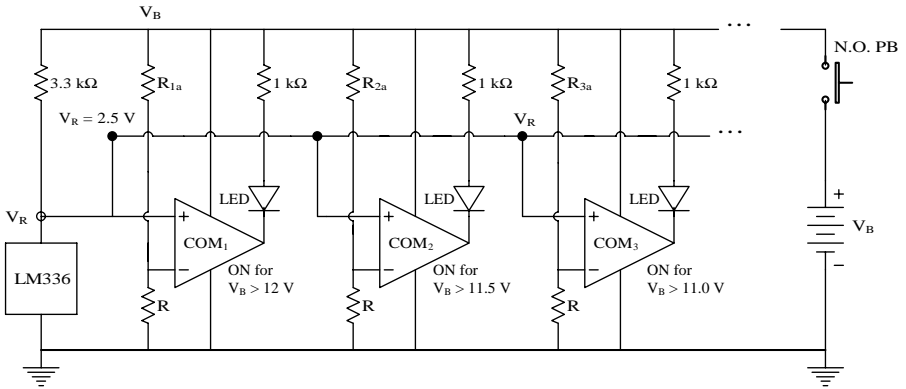 V_B
...
N.O. PB
3.3 kΩ
R_1a
1 kΩ
R_2a
1 kΩ
R_3a
1 kΩ
V_R = 2.5 V
V_R
...
LED
LED
LED
+
V_R
+
+
+
V_B
COM_1
COM_2
COM_3
−
−
−
−
LM336
ON for
V_B > 12 V
ON for
V_B > 11.5 V
ON for
V_B > 11.0 V
R
R
R